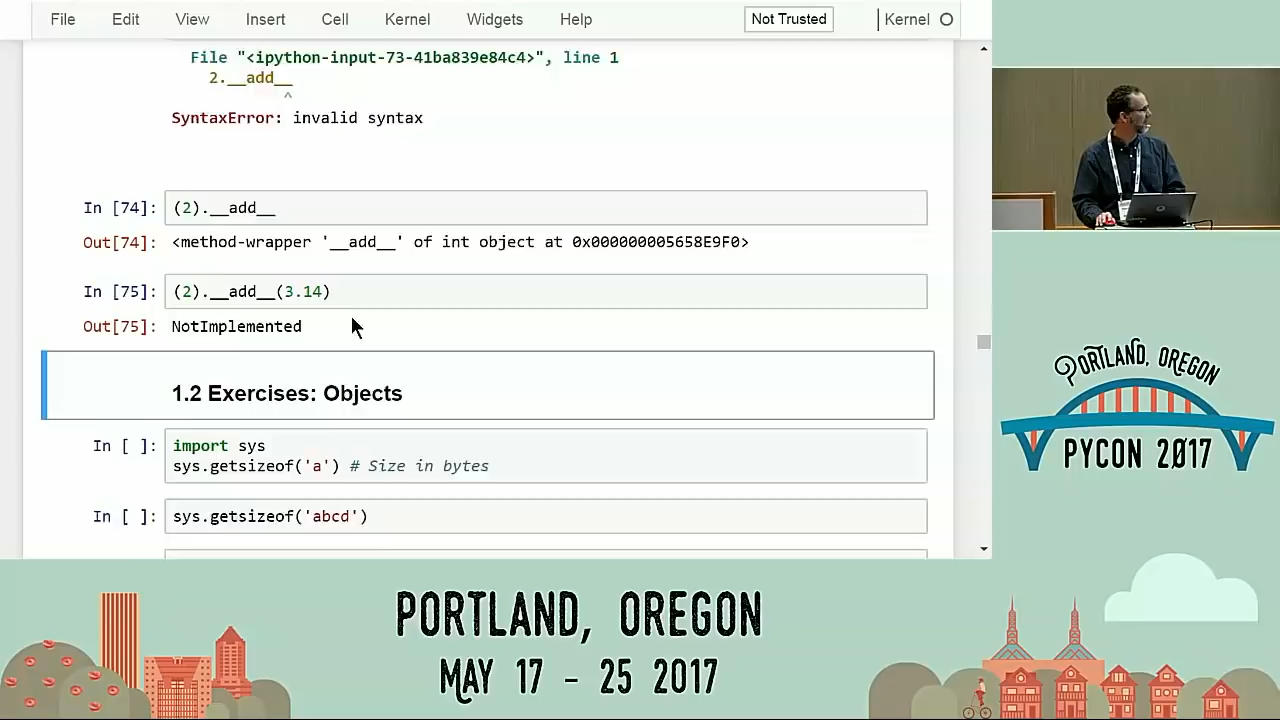 File Edit View Insert Cell Kernel Widgets Help Not Trusted Kernel
File "<ipython-input-73-41ba839e84c4>", line 1
2.__add__
^
SyntaxError: invalid syntax
In [74]: (2).__add__
Out[74]: <method-wrapper '__add__' of int object at 0x000000005658E9F0>
In [75]: (2).__add__(3.14)
Out[75]: NotImplemented
1.2 Exercises: Objects
In [ ]: import sys
sys.getsizeof('a') # Size in bytes
In [ ]: sys.getsizeof('abcd')
PORTLAND, OREGON
PYCON 2017
PORTLAND, OREGON
MAY 17 - 25 2017